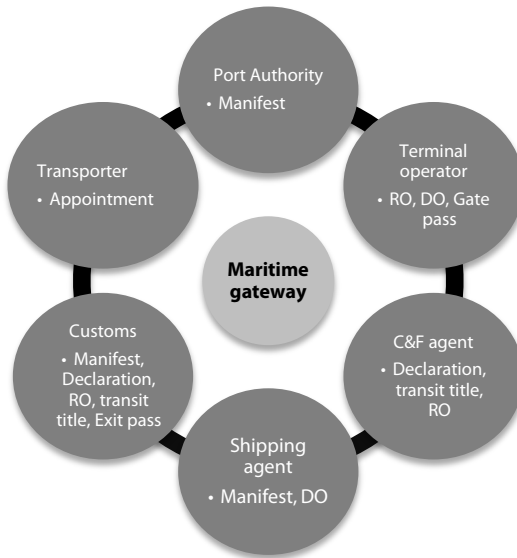 Port Authority
• Manifest
Terminal
operator
• RO, DO, Gate
pass
C&F agent
• Declaration,
transit title,
RO
Shipping
agent
• Manifest, DO
Customs
• Manifest,
Declaration,
RO, transit
title, Exit pass
Transporter
• Appointment
Maritime
gateway